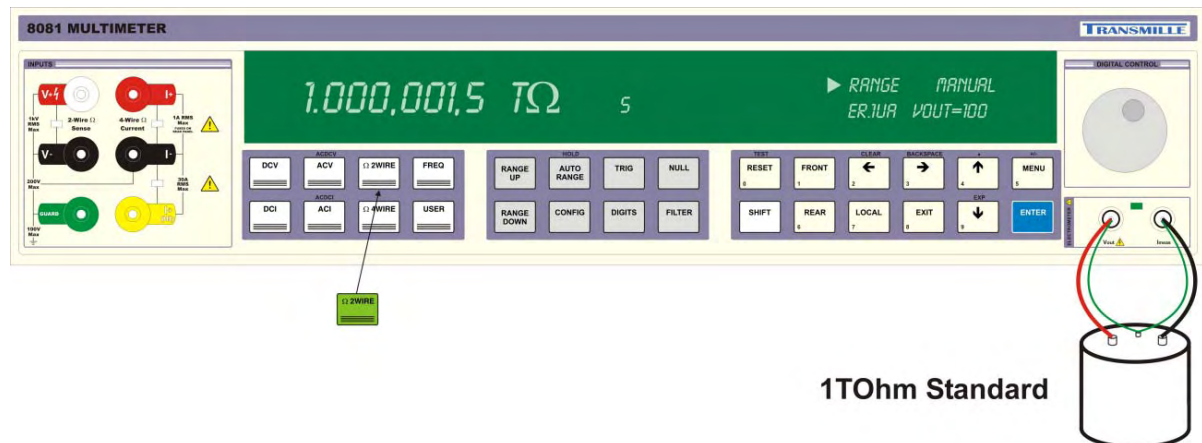 8081 MULTIMETER
TRANSMILLE
INPUTS
V+
I+
1kV RMS Max
2-Wire Ω Sense
4-Wire Ω Current
1A RMS Max
V-
I-
200V Max
30A RMS Max
GUARD
100V Max
1.000,001,5 TΩ S
RANGE MANUAL
ER.1UA VOUT=100
DIGITAL CONTROL
ACDCV
DCV
ACV
Ω 2WIRE
FREQ
ACDCI
DCI
ACI
Ω 4WIRE
USER
HOLD
RANGE UP
AUTO RANGE
TRIG
NULL
RANGE DOWN
CONFIG
DIGITS
FILTER
TEST
CLEAR
BACKSPACE
RESET 0
FRONT 1
← 2
→ 3
↑ 4
MENU 5
EXP
SHIFT
REAR 6
LOCAL 7
EXIT 8
↓ 9
ENTER
ELECTROMETER
Vout
Imeas
Ω 2WIRE
1TOhm Standard